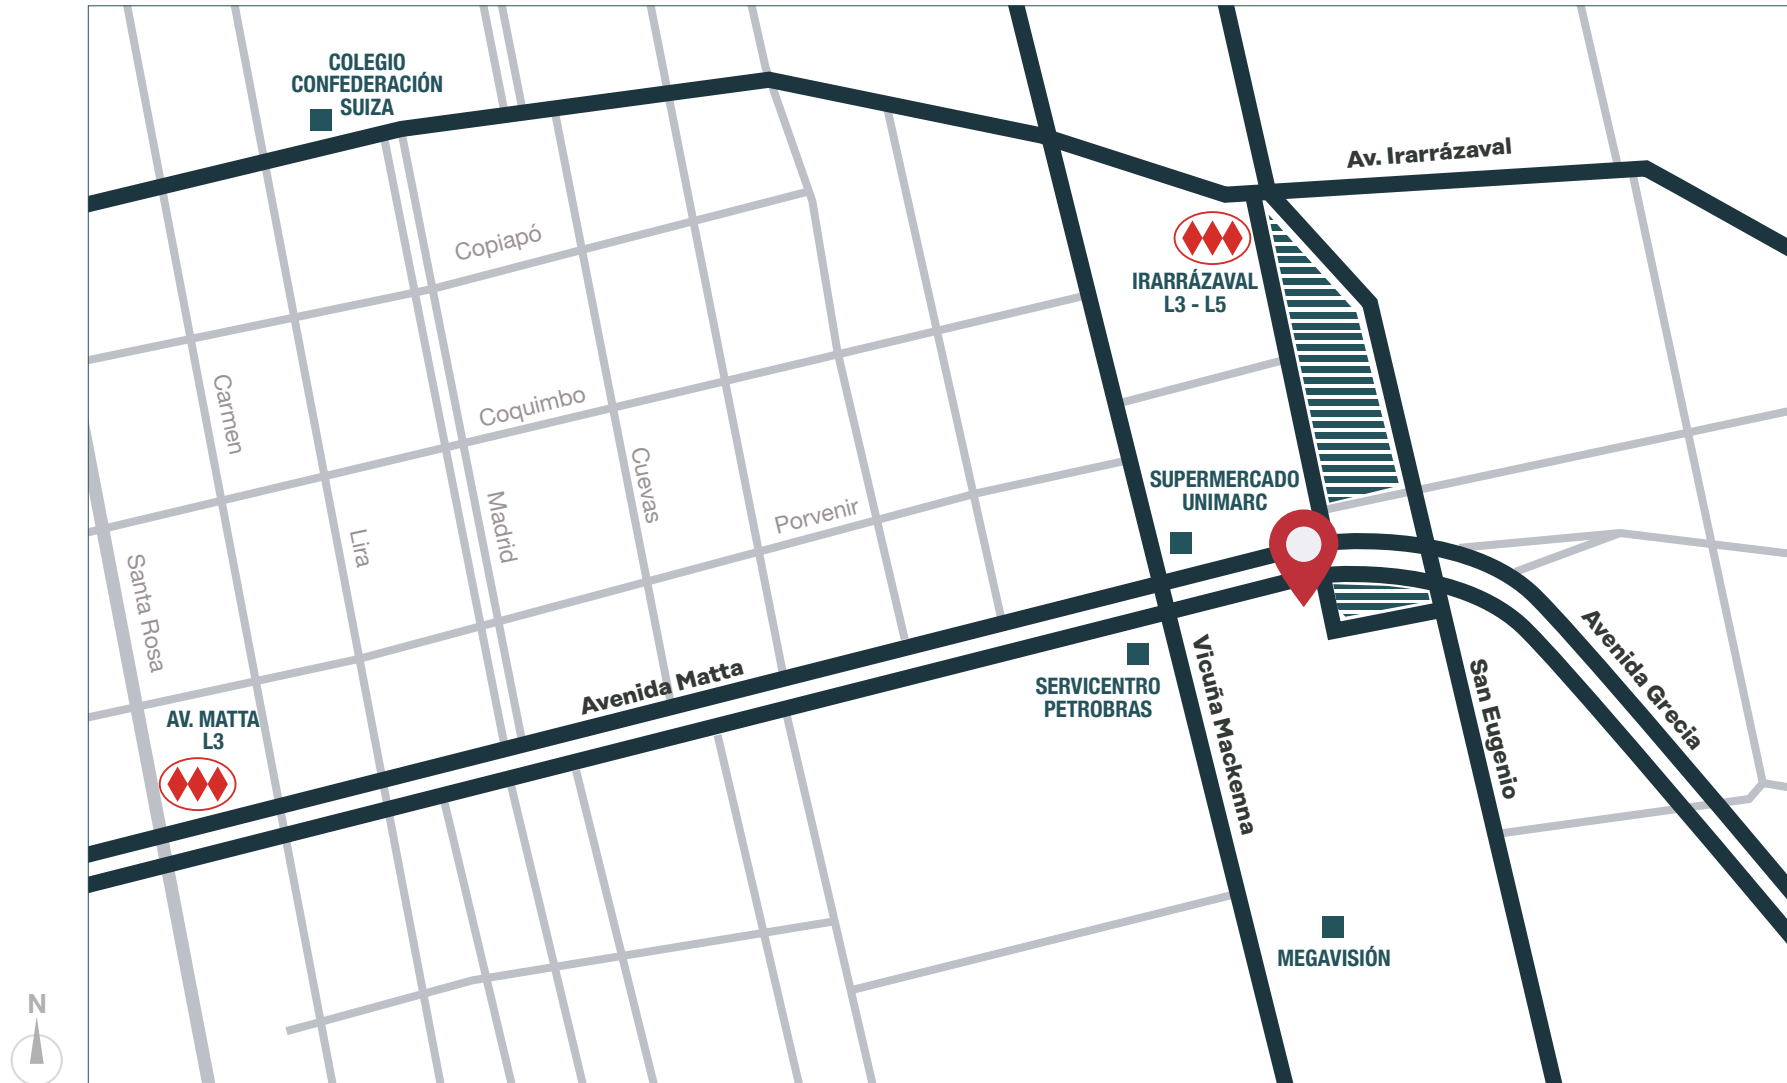 COLEGIO
CONFEDERACIÓN
SUIZA
Av. Irarrázaval
Copiapó
IRARRÁZAVAL
L3 - L5
Carmen
Coquimbo
Cuevas
Madrid
Lira
Porvenir
SUPERMERCADO
UNIMARC
Santa Rosa
Avenida Matta
AV. MATTA
L3
SERVICENTRO
PETROBRAS
Vicuña Mackenna
San Eugenio
Avenida Grecia
MEGAVISIÓN
N